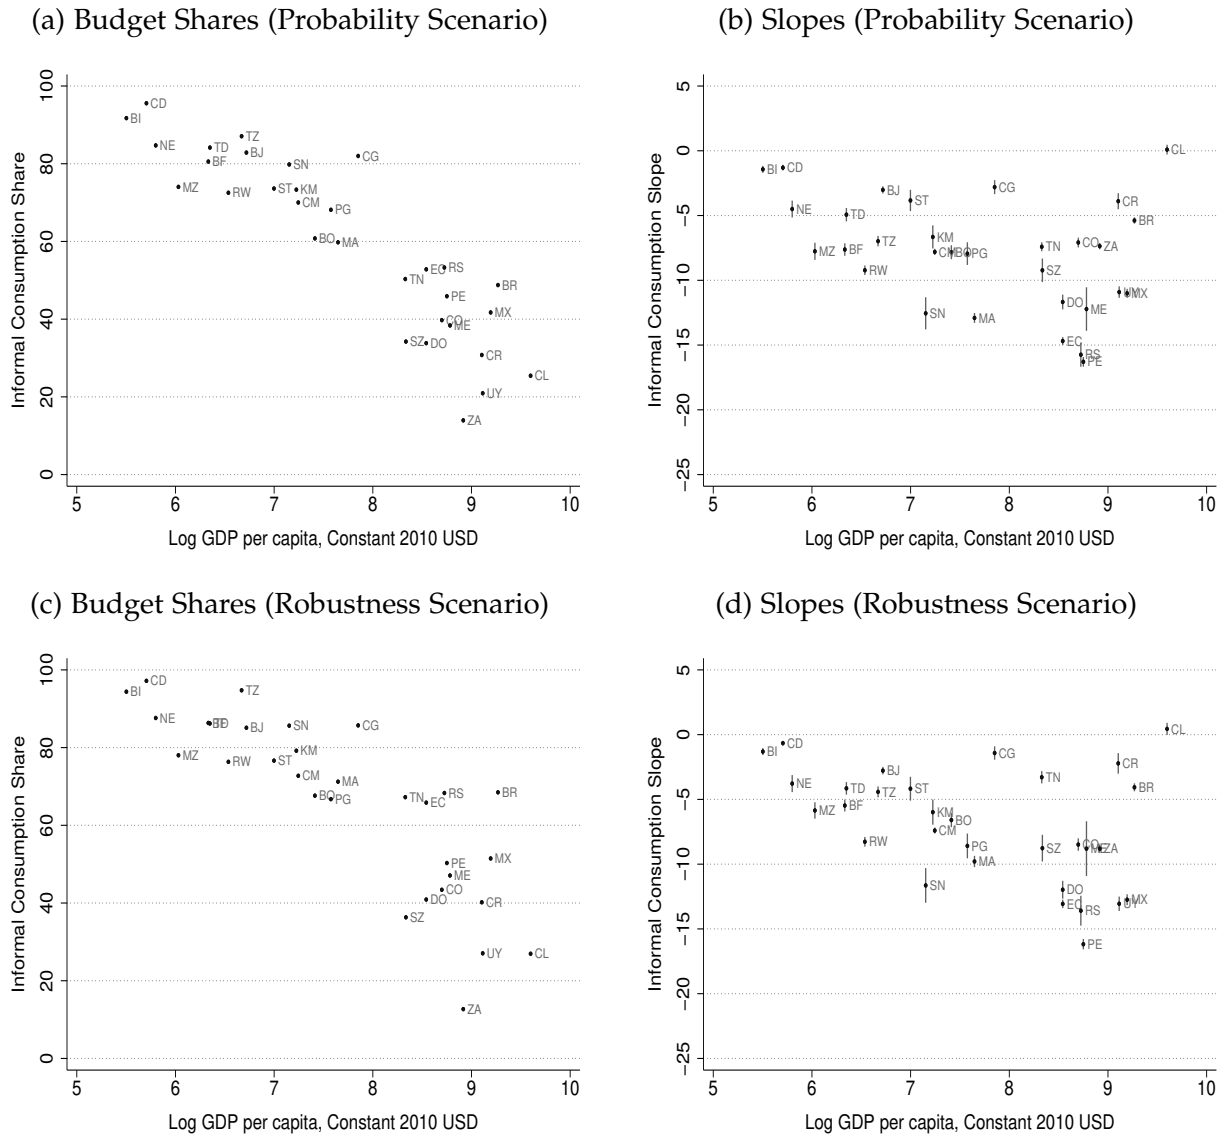 (a) Budget Shares (Probability Scenario)
Informal Consumption Share
100
80
60
40
20
0
CD
BI
NE
TD
TZ
BF
BJ
SN
CG
MZ
RW
ST
KM
CM
PG
BO
MA
TN
EC
RS
PE
BR
CO
ME
MX
SZ
DO
CR
CL
UY
ZA
5 6 7 8 9 10
Log GDP per capita, Constant 2010 USD
(b) Slopes (Probability Scenario)
Informal Consumption Slope
5
0
−5
−10
−15
−20
−25
CL
BI
CD
NE
TD
BJ
ST
CG
CR
BR
MZ
BF
TZ
RW
KM
CM
BO
PG
TN
CO
ZA
SZ
SN
MA
DO
ME
MX
EC
RS
PE
5 6 7 8 9 10
Log GDP per capita, Constant 2010 USD
(c) Budget Shares (Robustness Scenario)
Informal Consumption Share
100
80
60
40
20
0
CD
BI
TZ
NE
BF
TD
BJ
SN
CG
MZ
RW
ST
KM
CM
MA
BO
PG
TN
EC
RS
BR
PE
ME
MX
CO
DO
CR
SZ
UY
CL
ZA
5 6 7 8 9 10
Log GDP per capita, Constant 2010 USD
(d) Slopes (Robustness Scenario)
Informal Consumption Slope
5
0
−5
−10
−15
−20
−25
CL
BI
CD
CG
CR
NE
TD
BJ
TZ
ST
TN
BR
MZ
BF
KM
BO
CM
RW
PG
MA
SZ
CO
ME
ZA
SN
DO
EC
RS
MX
PE
5 6 7 8 9 10
Log GDP per capita, Constant 2010 USD